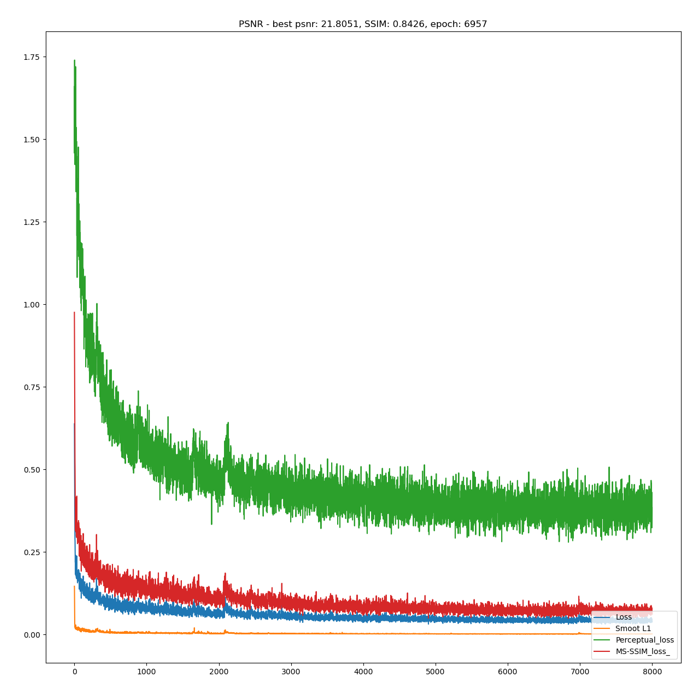 PSNR - best psnr: 21.8051, SSIM: 0.8426, epoch: 6957
1.75
1.50
1.25
1.00
0.75
0.50
0.25
0.00
0 1000 2000 3000 4000 5000 6000 7000 8000
Loss
Smoot L1
Perceptual_loss
MS-SSIM_loss_